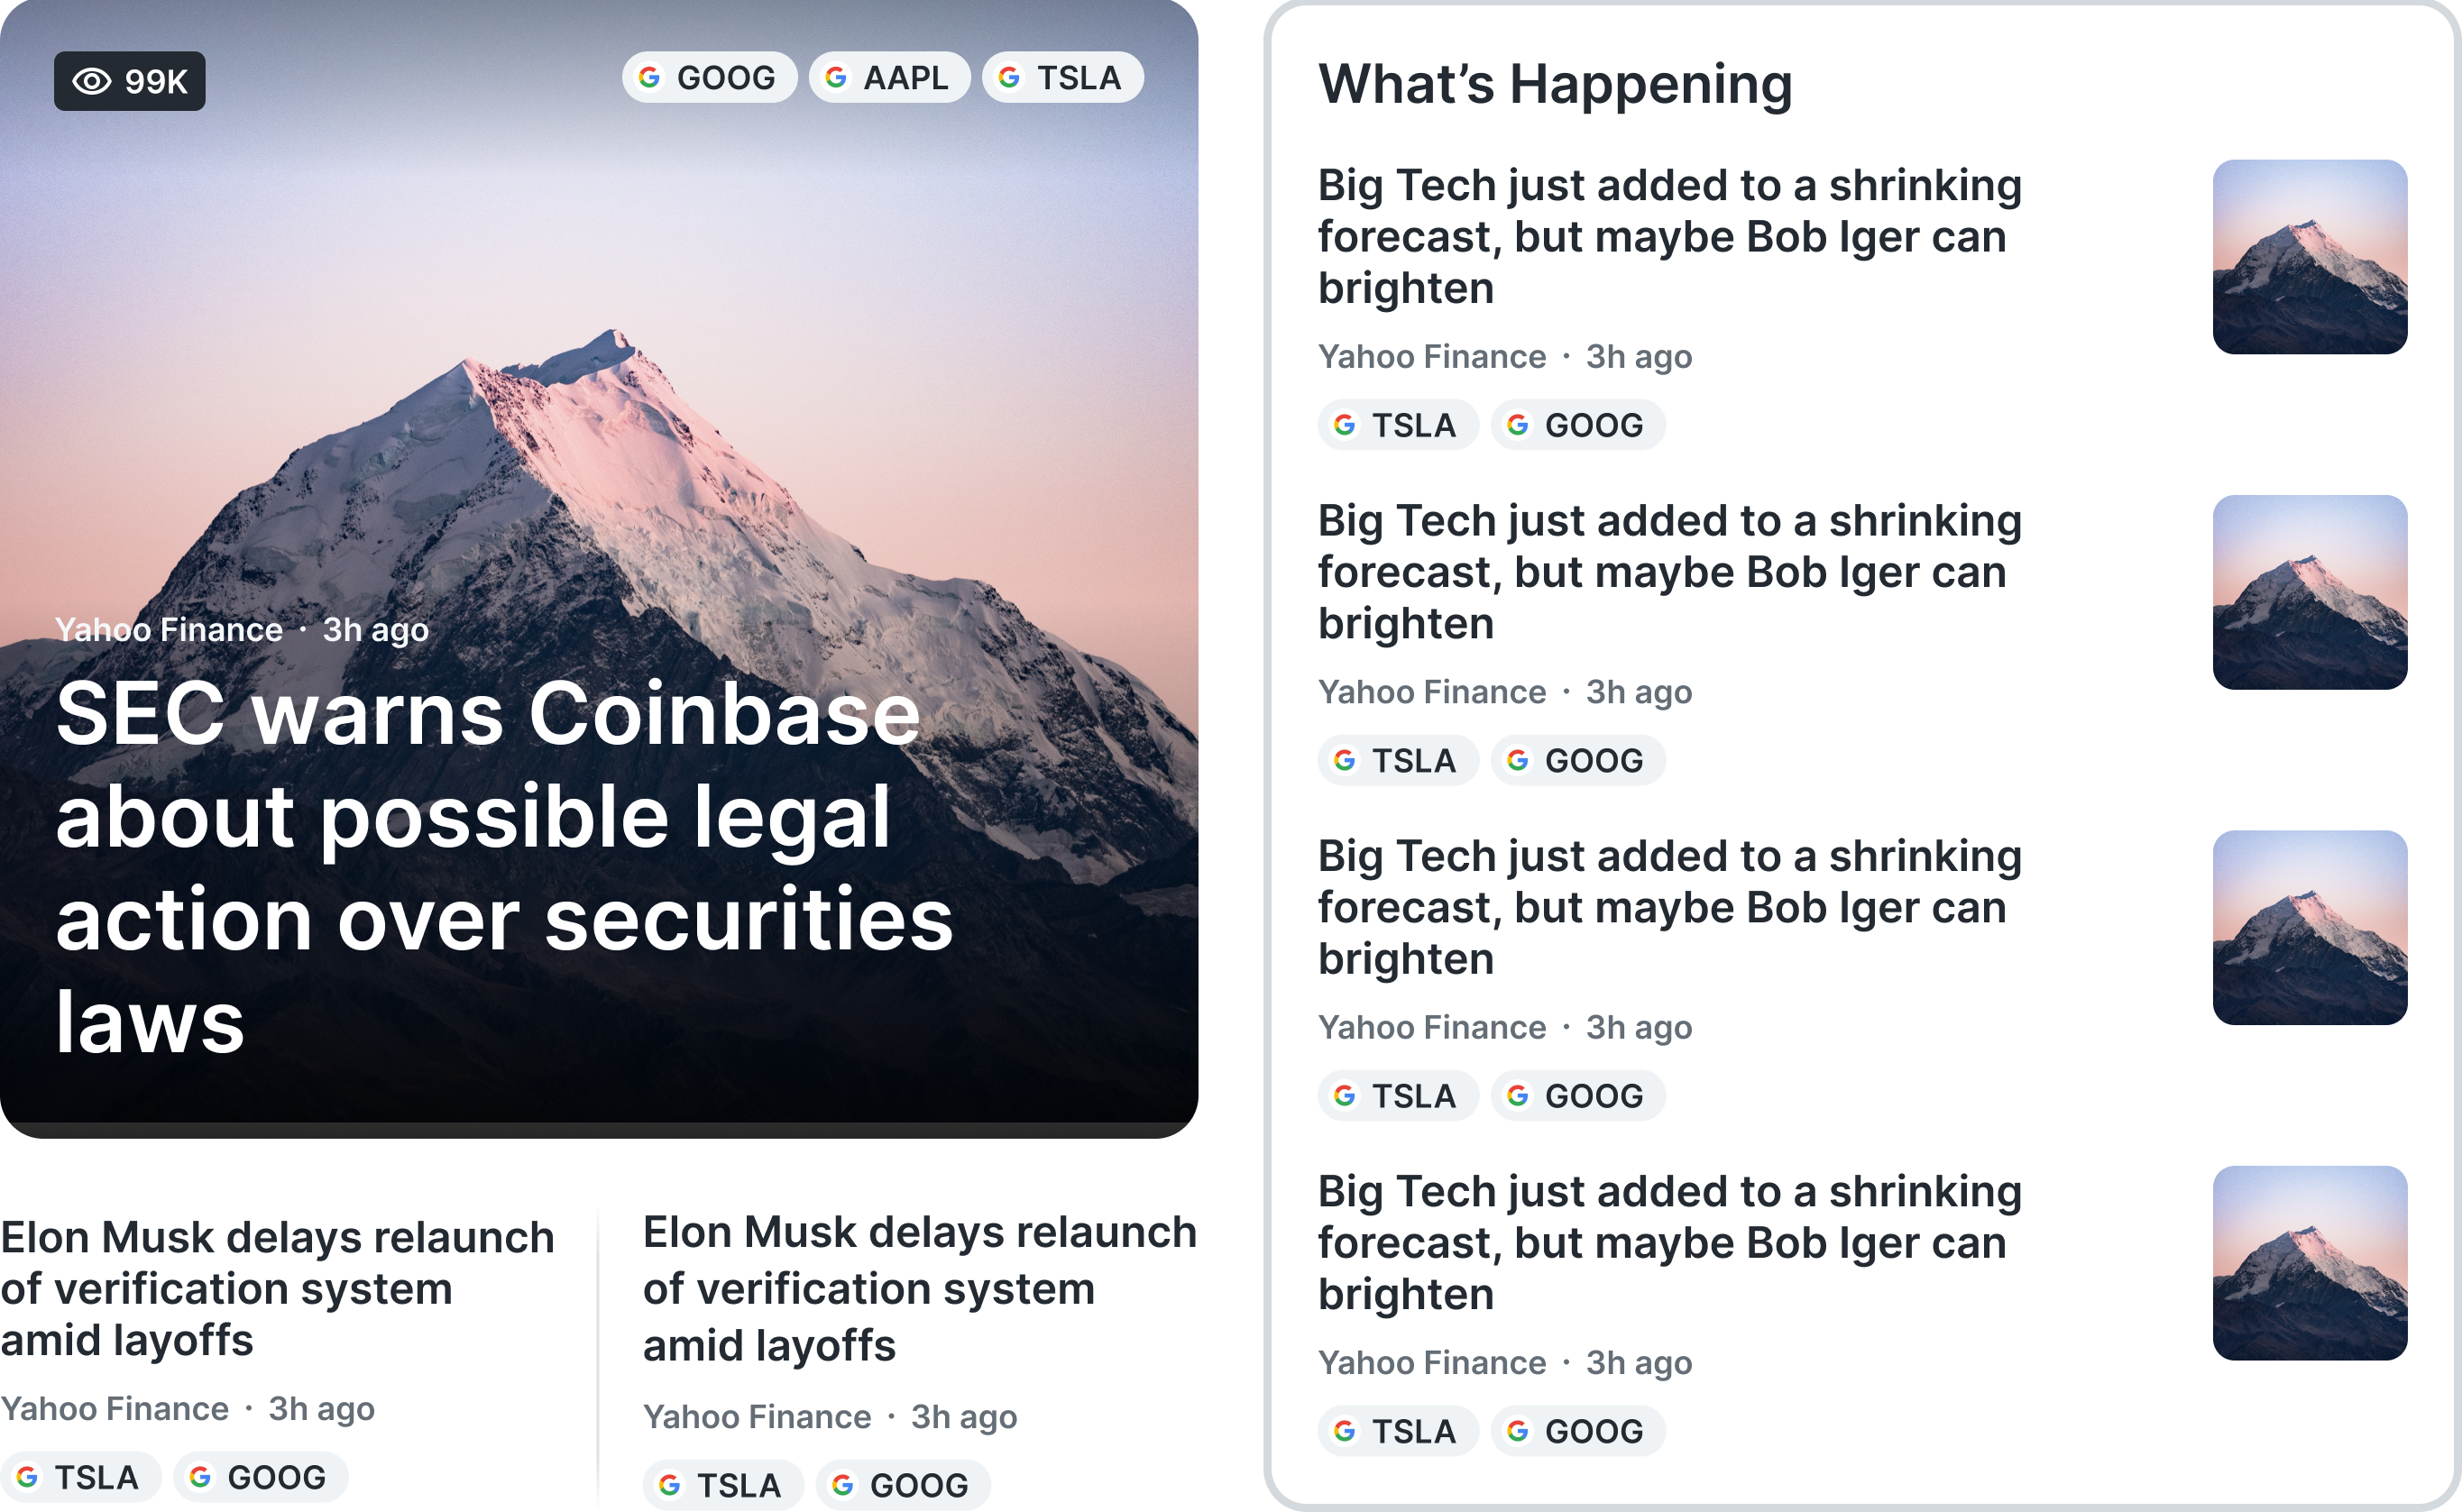 99K
GOOG
AAPL
TSLA
Yahoo Finance · 3h ago
SEC warns Coinbase
about possible legal
action over securities
laws
Elon Musk delays relaunch
of verification system
amid layoffs
Yahoo Finance · 3h ago
TSLA
GOOG
Elon Musk delays relaunch
of verification system
amid layoffs
Yahoo Finance · 3h ago
TSLA
GOOG
What’s Happening
Big Tech just added to a shrinking
forecast, but maybe Bob Iger can
brighten
Yahoo Finance · 3h ago
TSLA
GOOG
Big Tech just added to a shrinking
forecast, but maybe Bob Iger can
brighten
Yahoo Finance · 3h ago
TSLA
GOOG
Big Tech just added to a shrinking
forecast, but maybe Bob Iger can
brighten
Yahoo Finance · 3h ago
TSLA
GOOG
Big Tech just added to a shrinking
forecast, but maybe Bob Iger can
brighten
Yahoo Finance · 3h ago
TSLA
GOOG